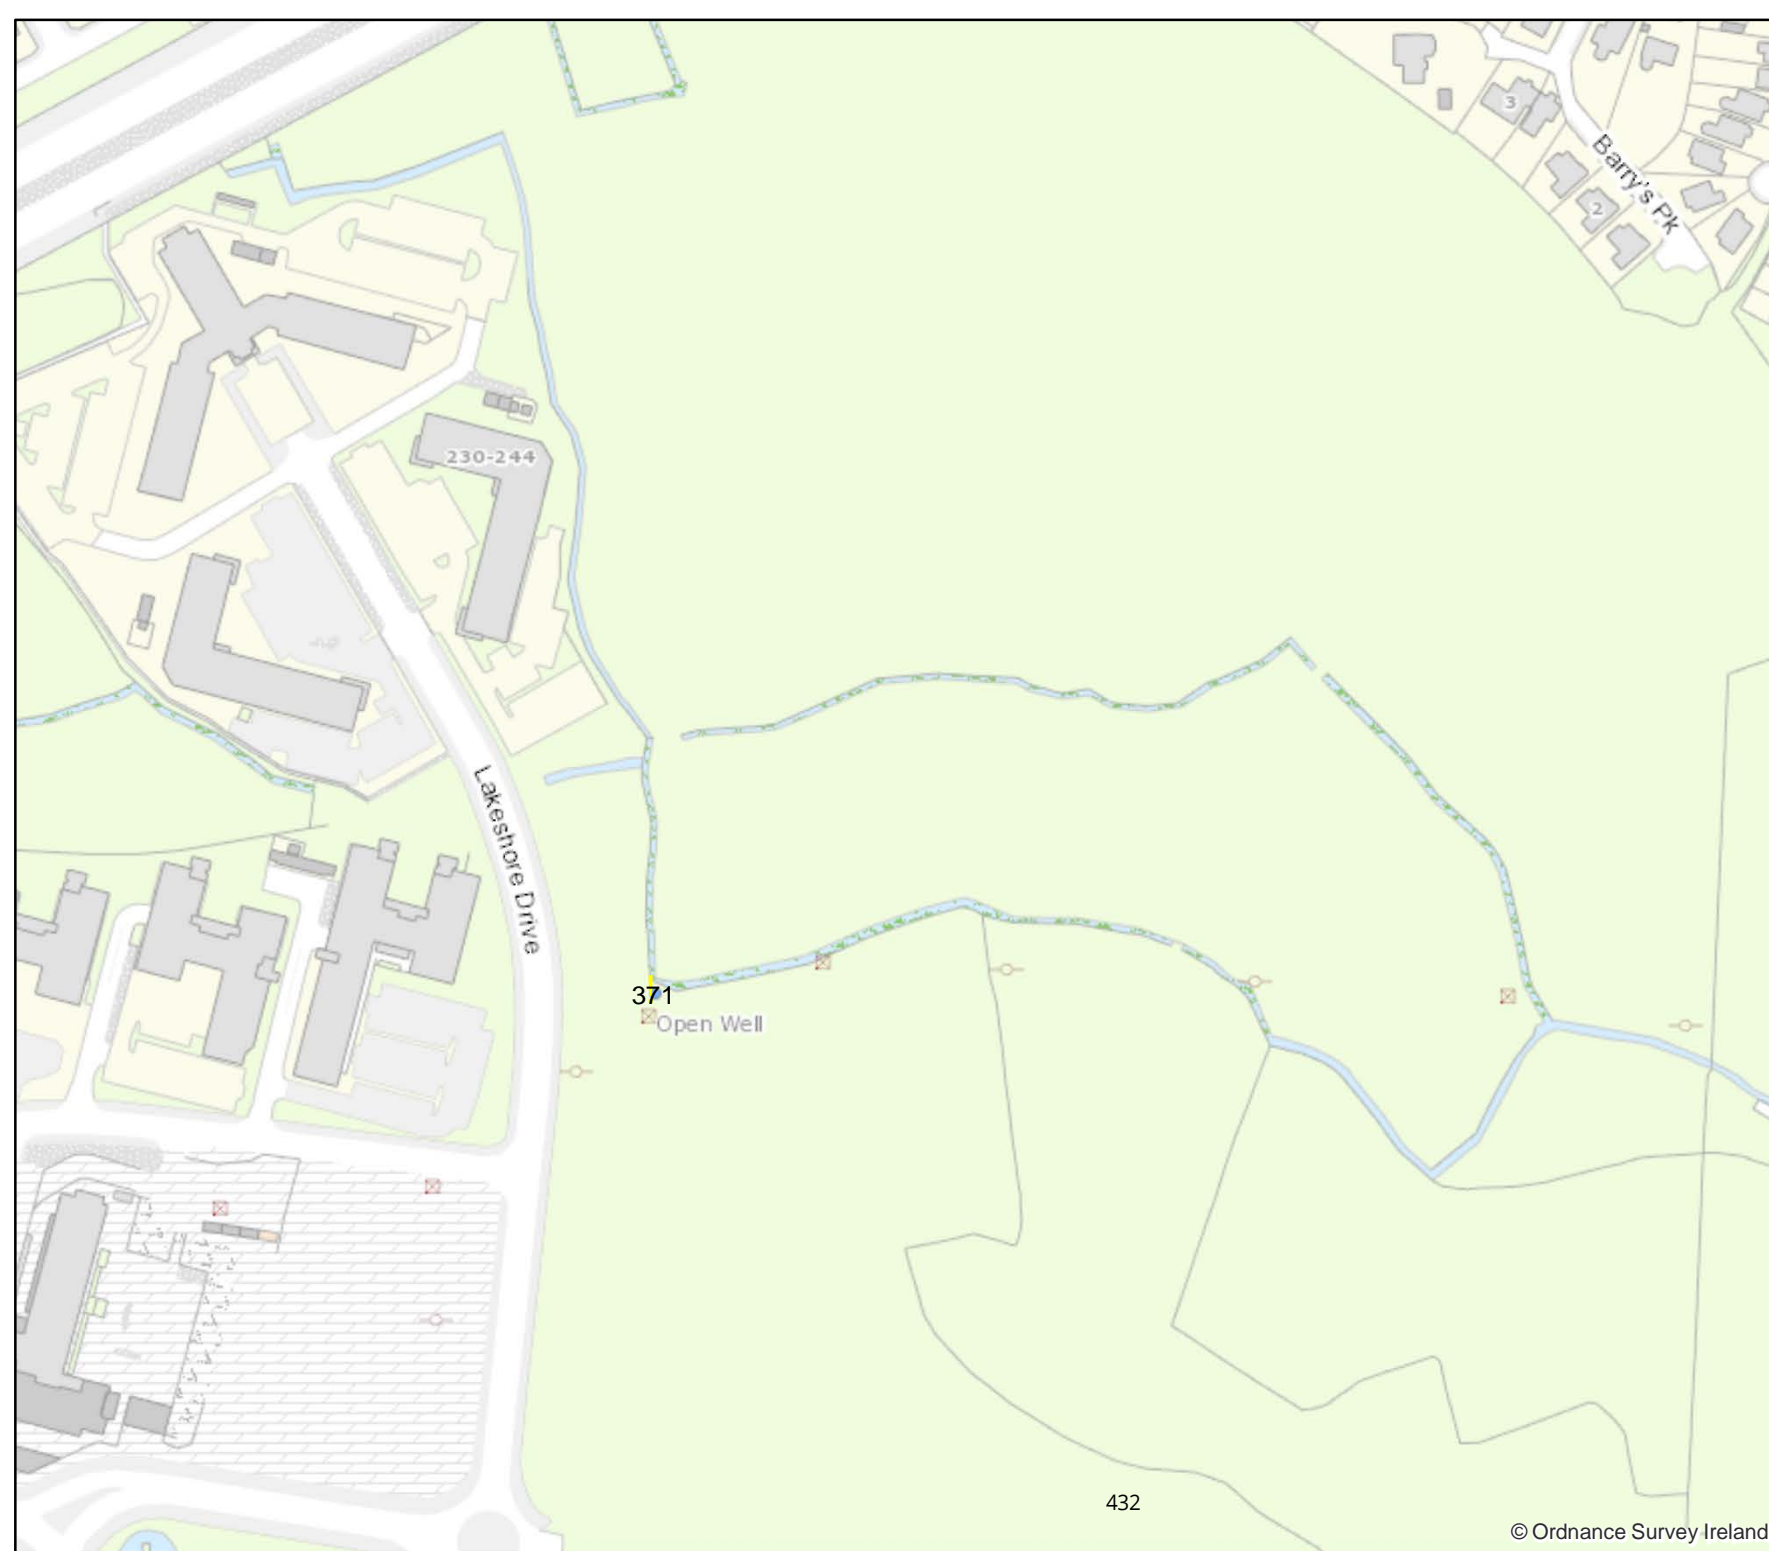 3
Barry's Pk
2
230-244
Lakeshore Drive
371
Open Well
432
© Ordnance Survey Ireland